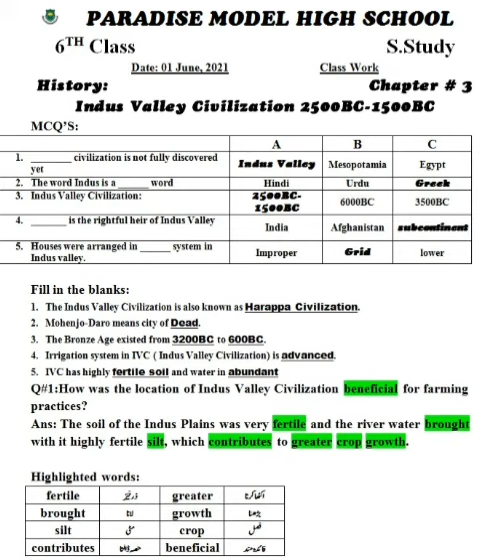 PARADISE MODEL HIGH SCHOOL
6TH Class S.Study
Date: 01 June, 2021 Class Work
History: Chapter # 3
Indus Valley Civilization 2500BC-1500BC
MCQ'S:
A B C
1. ________ civilization is not fully discovered yet Indus Valley Mesopotamia Egypt
2. The word Indus is a ______ word Hindi Urdu Greek
3. Indus Valley Civilization: 2500BC-1500BC 6000BC 3500BC
4. _______ is the rightful heir of Indus Valley India Afghanistan subcontinent
5. Houses were arranged in ______ system in Indus valley. Improper Grid lower
Fill in the blanks:
1. The Indus Valley Civilization is also known as Harappa Civilization.
2. Mohenjo-Daro means city of Dead.
3. The Bronze Age existed from 3200BC to 600BC.
4. Irrigation system in IVC ( Indus Valley Civilization) is advanced.
5. IVC has highly fertile soil and water in abundant
Q#1:How was the location of Indus Valley Civilization beneficial for farming
practices?
Ans: The soil of the Indus Plains was very fertile and the river water brought
with it highly fertile silt, which contributes to greater crop growth.
Highlighted words:
fertile زرخیز greater
brought لانا growth بڑھنا
silt مٹی crop فصل
contributes حصہ ڈالنا beneficial فائدہ مند